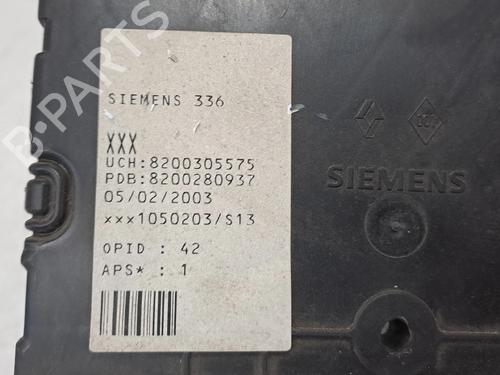 SIEMENS 336
XXX
UCH:8200305575
PDB:8200280937
05/02/2003
xxx1050203/S13
OPID : 42
APS* : 1
SIEMENS
B-PARTS